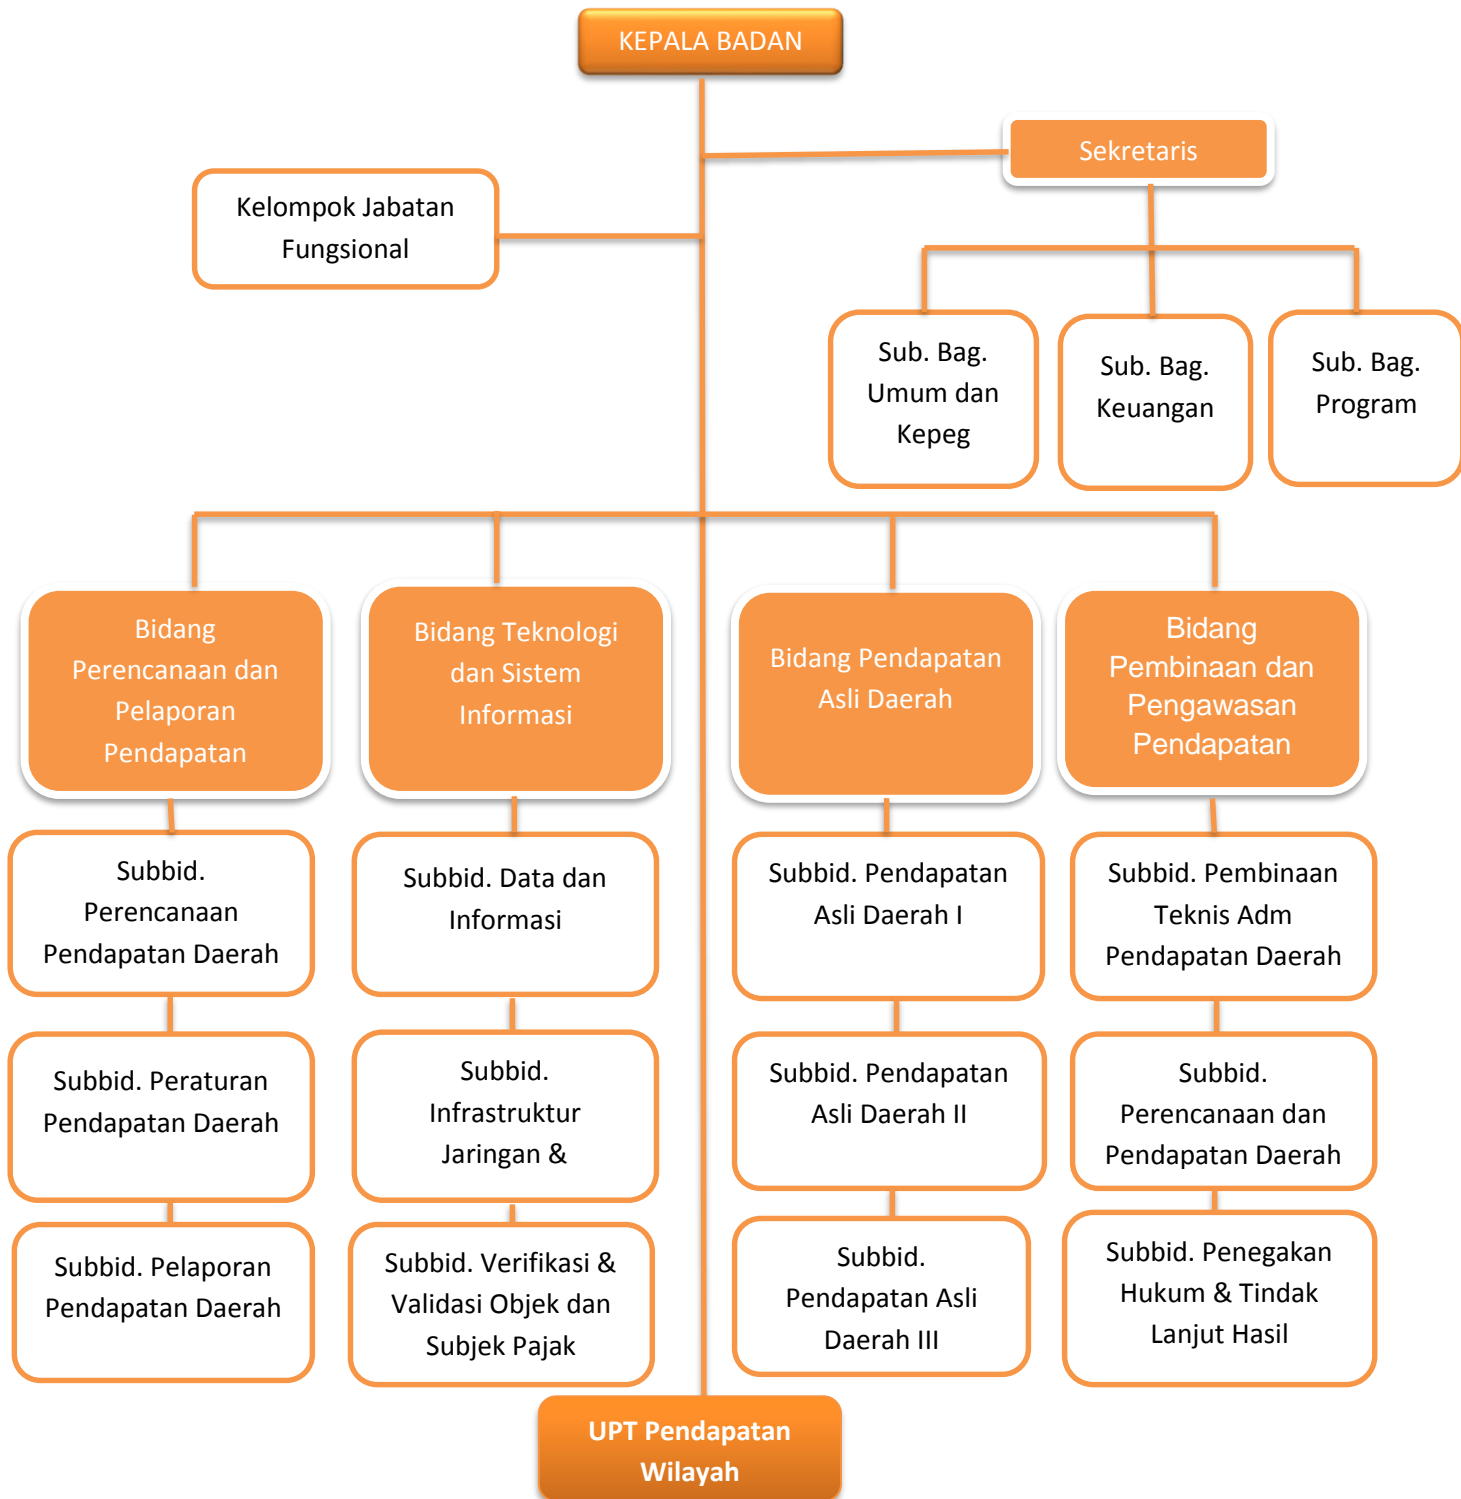 KEPALA BADAN
Sekretaris
Kelompok Jabatan
Fungsional
Sub. Bag.
Umum dan
Kepeg
Sub. Bag.
Keuangan
Sub. Bag.
Program
Bidang
Perencanaan dan
Pelaporan
Pendapatan
Bidang Teknologi
dan Sistem
Informasi
Bidang Pendapatan
Asli Daerah
Bidang
Pembinaan dan
Pengawasan
Pendapatan
Subbid.
Perencanaan
Pendapatan Daerah
Subbid. Data dan
Informasi
Subbid. Pendapatan
Asli Daerah I
Subbid. Pembinaan
Teknis Adm
Pendapatan Daerah
Subbid. Peraturan
Pendapatan Daerah
Subbid.
Infrastruktur
Jaringan &
Subbid. Pendapatan
Asli Daerah II
Subbid.
Perencanaan dan
Pendapatan Daerah
Subbid. Pelaporan
Pendapatan Daerah
Subbid. Verifikasi &
Validasi Objek dan
Subjek Pajak
Subbid.
Pendapatan Asli
Daerah III
Subbid. Penegakan
Hukum & Tindak
Lanjut Hasil
UPT Pendapatan
Wilayah